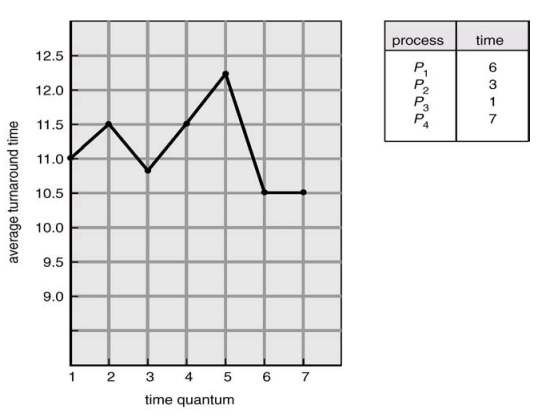 average turnaround time
12.5
12.0
11.5
11.0
10.5
10.0
9.5
9.0
1 2 3 4 5 6 7
time quantum
process time
P1 6
P2 3
P3 1
P4 7